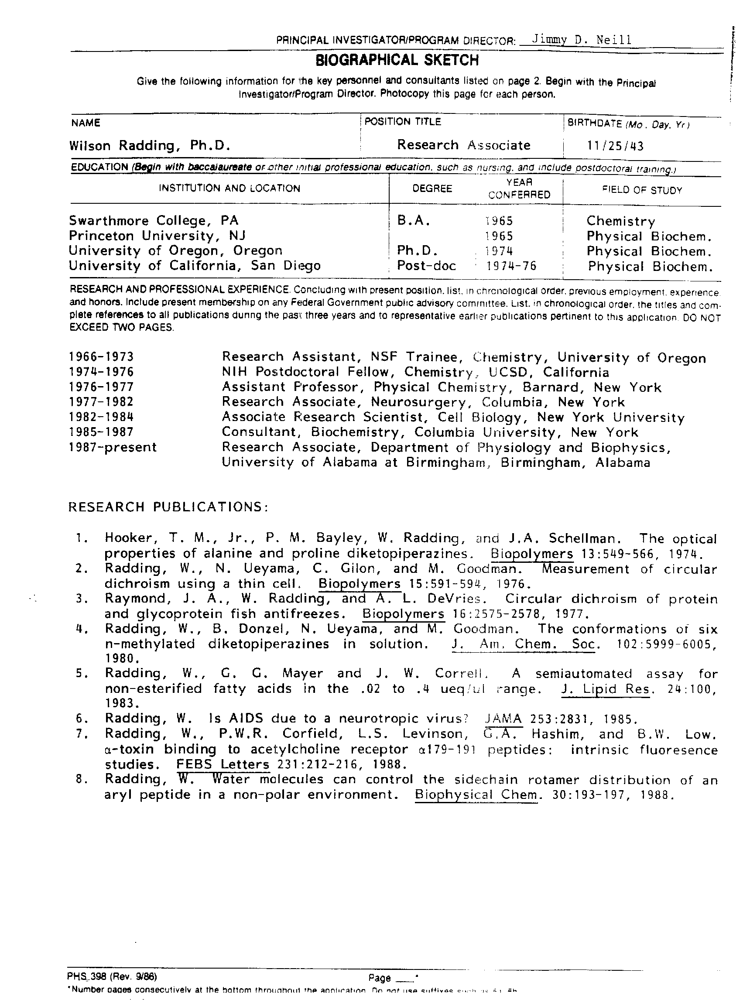 PRINCIPAL INVESTIGATOR/PROGRAM DIRECTOR: Jimmy D. Neill
BIOGRAPHICAL SKETCH
Give the following information for the key personnel and consultants listed on page 2. Begin with the Principal
Investigator/Program Director. Photocopy this page for each person.
NAME POSITION TITLE BIRTHDATE (Mo., Day, Yr.)
Wilson Radding, Ph.D. Research Associate 11/25/43
EDUCATION (Begin with baccalaureate or other initial professional education, such as nursing, and include postdoctoral training.)
INSTITUTION AND LOCATION DEGREE YEAR CONFERRED FIELD OF STUDY
Swarthmore College, PA B.A. 1965 Chemistry
Princeton University, NJ 1965 Physical Biochem.
University of Oregon, Oregon Ph.D. 1974 Physical Biochem.
University of California, San Diego Post-doc 1974-76 Physical Biochem.
RESEARCH AND PROFESSIONAL EXPERIENCE: Concluding with present position, list, in chronological order, previous employment, experience,
and honors. Include present membership on any Federal Government public advisory committee. List, in chronological order, the titles and com-
plete references to all publications during the past three years and to representative earlier publications pertinent to this application. DO NOT
EXCEED TWO PAGES.
1966-1973 Research Assistant, NSF Trainee, Chemistry, University of Oregon
1974-1976 NIH Postdoctoral Fellow, Chemistry, UCSD, California
1976-1977 Assistant Professor, Physical Chemistry, Barnard, New York
1977-1982 Research Associate, Neurosurgery, Columbia, New York
1982-1984 Associate Research Scientist, Cell Biology, New York University
1985-1987 Consultant, Biochemistry, Columbia University, New York
1987-present Research Associate, Department of Physiology and Biophysics,
University of Alabama at Birmingham, Birmingham, Alabama
RESEARCH PUBLICATIONS:
1. Hooker, T. M., Jr., P. M. Bayley, W. Radding, and J.A. Schellman. The optical
properties of alanine and proline diketopiperazines. Biopolymers 13:549-566, 1974.
2. Radding, W., N. Ueyama, C. Gilon, and M. Goodman. Measurement of circular
dichroism using a thin cell. Biopolymers 15:591-594, 1976.
3. Raymond, J. A., W. Radding, and A. L. DeVries. Circular dichroism of protein
and glycoprotein fish antifreezes. Biopolymers 16:2575-2578, 1977.
4. Radding, W., B. Donzel, N. Ueyama, and M. Goodman. The conformations of six
n-methylated diketopiperazines in solution. J. Am. Chem. Soc. 102:5999-6005,
1980.
5. Radding, W., G. G. Mayer and J. W. Correll. A semiautomated assay for
non-esterified fatty acids in the .02 to .4 ueq/ul range. J. Lipid Res. 24:100,
1983.
6. Radding, W. Is AIDS due to a neurotropic virus? JAMA 253:2831, 1985.
7. Radding, W., P.W.R. Corfield, L.S. Levinson, G.A. Hashim, and B.W. Low.
α-toxin binding to acetylcholine receptor α179-191 peptides: intrinsic fluoresence
studies. FEBS Letters 231:212-216, 1988.
8. Radding, W. Water molecules can control the sidechain rotamer distribution of an
aryl peptide in a non-polar environment. Biophysical Chem. 30:193-197, 1988.
PHS 398 (Rev. 9/86) Page ___*
*Number pages consecutively at the bottom throughout the application. Do not use suffixes such as